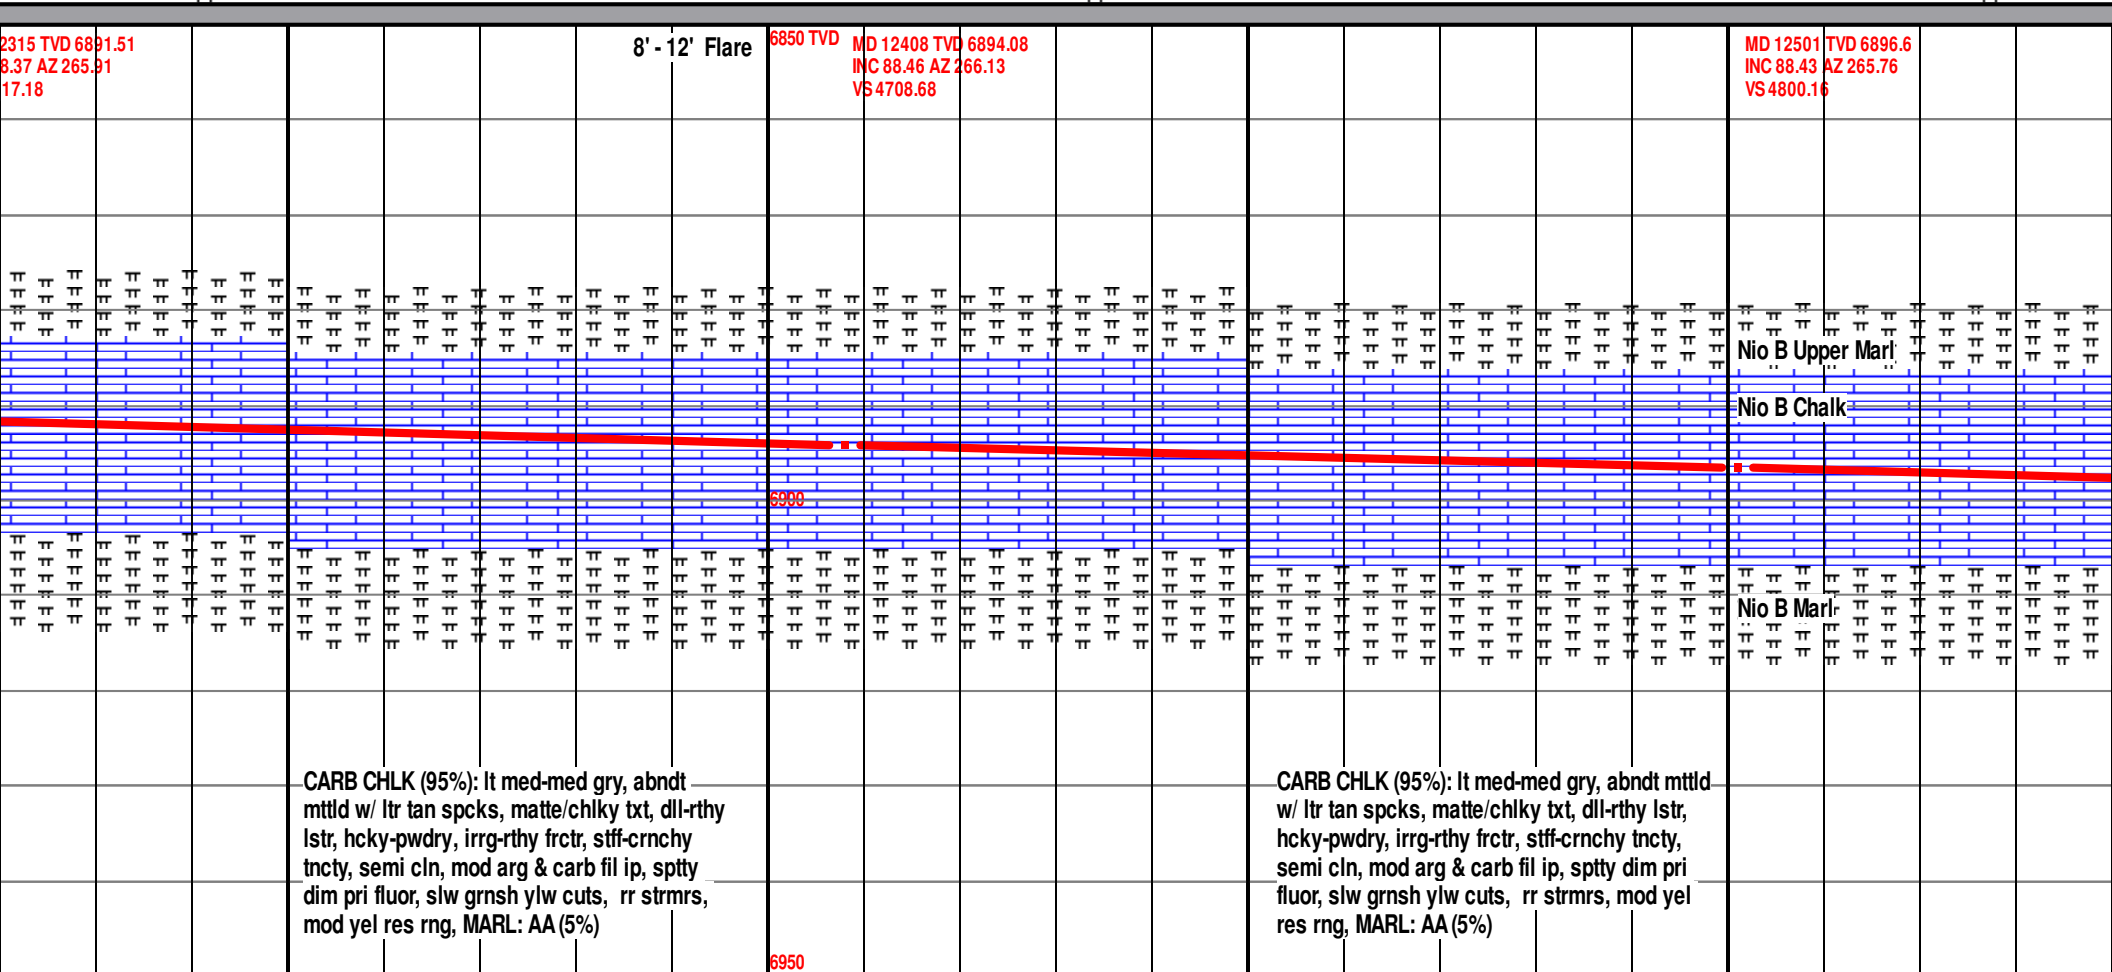 2315 TVD 6891.51
8.37 AZ 265.91
17.18
8' - 12' Flare
6850 TVD
MD 12408 TVD 6894.08
INC 88.46 AZ 266.13
VS 4708.68
MD 12501 TVD 6896.6
INC 88.43 AZ 265.76
VS 4800.16
Nio B Upper Marl
Nio B Chalk
6900
Nio B Marl
CARB CHLK (95%): lt med-med gry, abndt
mttld w/ ltr tan spcks, matte/chlky txt, dll-rthy
lstr, hcky-pwdry, irrg-rthy frctr, stff-crnchy
tncty, semi cln, mod arg & carb fil ip, sptty
dim pri fluor, slw grnsh ylw cuts, rr strmrs,
mod yel res rng, MARL: AA (5%)
CARB CHLK (95%): lt med-med gry, abndt mttld
w/ ltr tan spcks, matte/chlky txt, dll-rthy lstr,
hcky-pwdry, irrg-rthy frctr, stff-crnchy tncty,
semi cln, mod arg & carb fil ip, sptty dim pri
fluor, slw grnsh ylw cuts, rr strmrs, mod yel
res rng, MARL: AA (5%)
6950